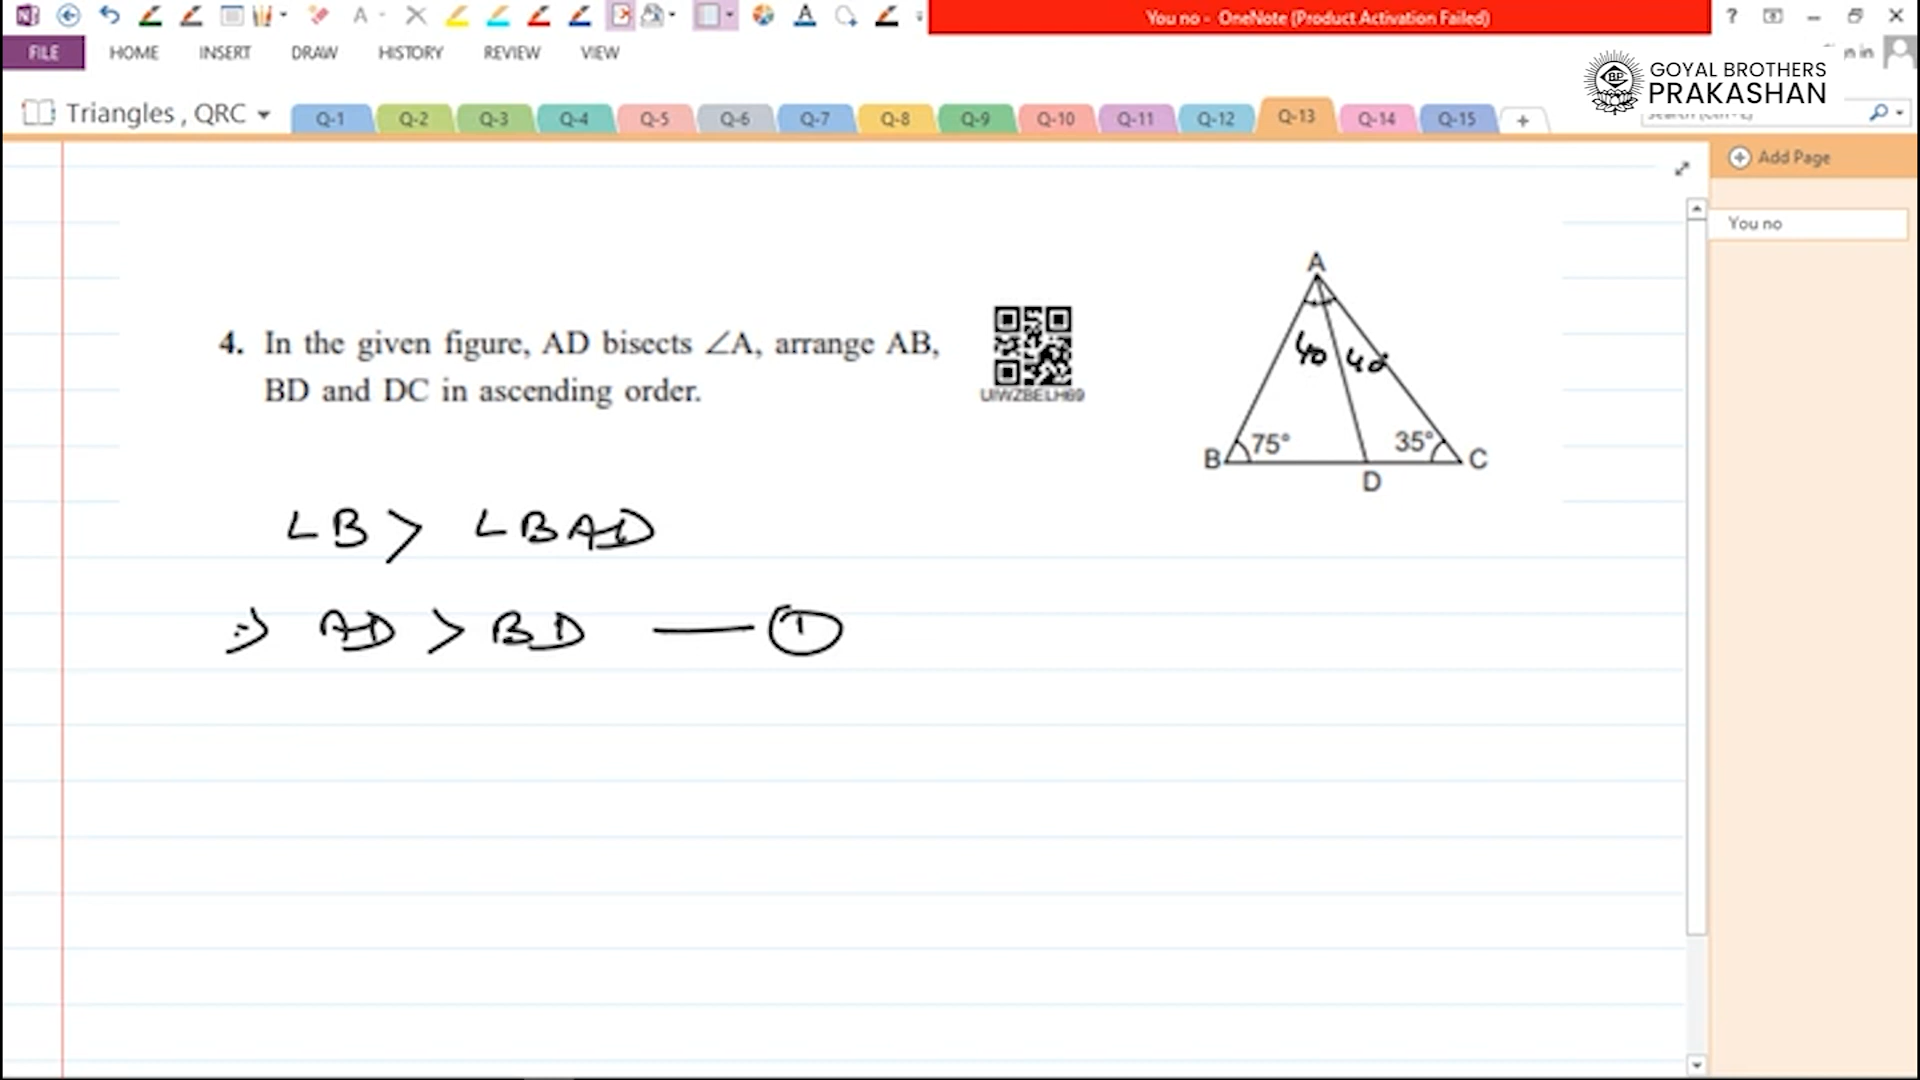 You no - OneNote (Product Activation Failed)
FILE HOME INSERT DRAW HISTORY REVIEW VIEW
n in
GOYAL BROTHERS
PRAKASHAN
Triangles , QRC
Q-1 Q-2 Q-3 Q-4 Q-5 Q-6 Q-7 Q-8 Q-9 Q-10 Q-11 Q-12 Q-13 Q-14 Q-15 +
Add Page
You no
4. In the given figure, AD bisects ∠A, arrange AB,
BD and DC in ascending order.
UIWZBELH69
A
40 40
75° 35°
B C
D
∠B > ∠BAD
⇒ AD > BD — ①